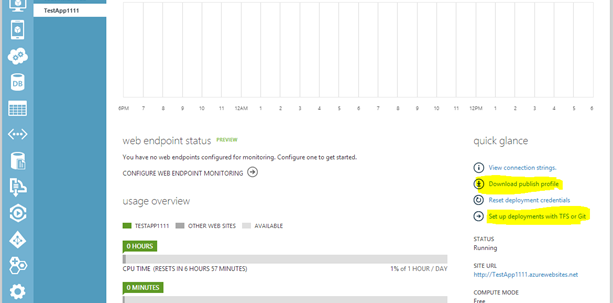 TestApp1111
DB
6PM 7 8 9 10 11 12AM 1 2 3 4 5 6 7 8 9 10 11 12PM 1 2 3 4 5 6
web endpoint status PREVIEW
You have no web endpoints configured for monitoring. Configure one to get started.
CONFIGURE WEB ENDPOINT MONITORING
usage overview
TESTAPP1111 OTHER WEB SITES AVAILABLE
0 HOURS
CPU TIME (RESETS IN 6 HOURS 57 MINUTES) 1% of 1 HOUR / DAY
0 MINUTES
quick glance
View connection strings
Download publish profile
Reset deployment credentials
Set up deployments with TFS or Git
STATUS
Running
SITE URL
http://TestApp1111.azurewebsites.net
COMPUTE MODE
Free